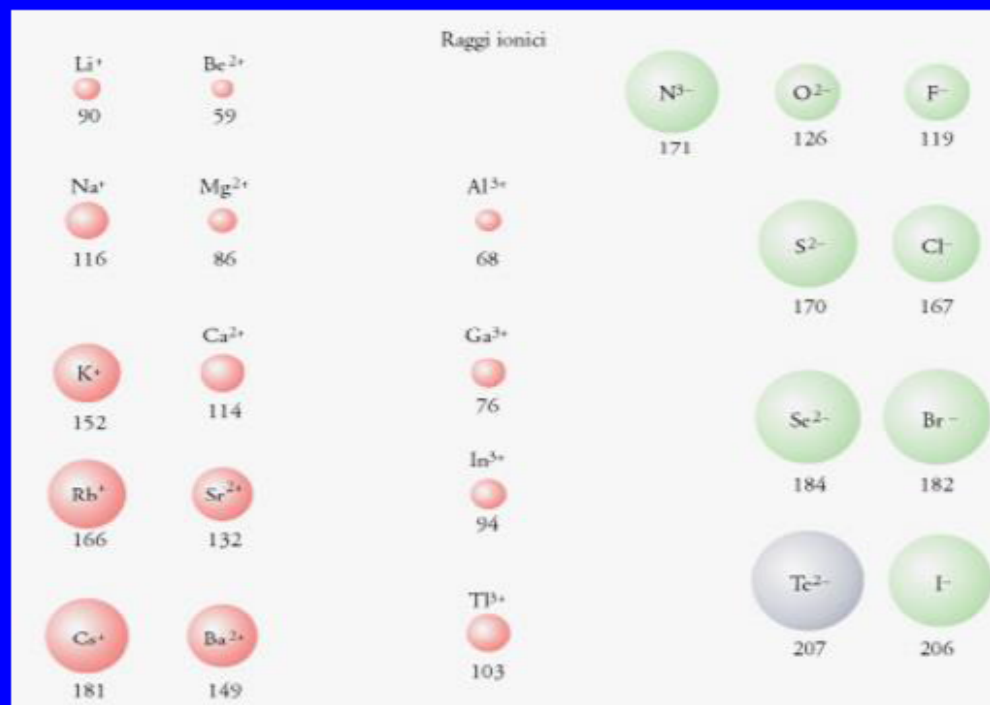 Raggi ionici
Li⁺ Be²⁺
N³⁻ O²⁻ F⁻
90 59
171 126 119
Na⁺ Mg²⁺ Al³⁺
S²⁻ Cl⁻
116 86 68
170 167
Ca²⁺ Ga³⁺
K⁺
152 114 76
Se²⁻ Br⁻
In³⁺
184 182
Rb⁺ Sr²⁺
166 132 94
Te²⁻ I⁻
Tl³⁺
Cs⁺ Ba²⁺
207 206
181 149 103